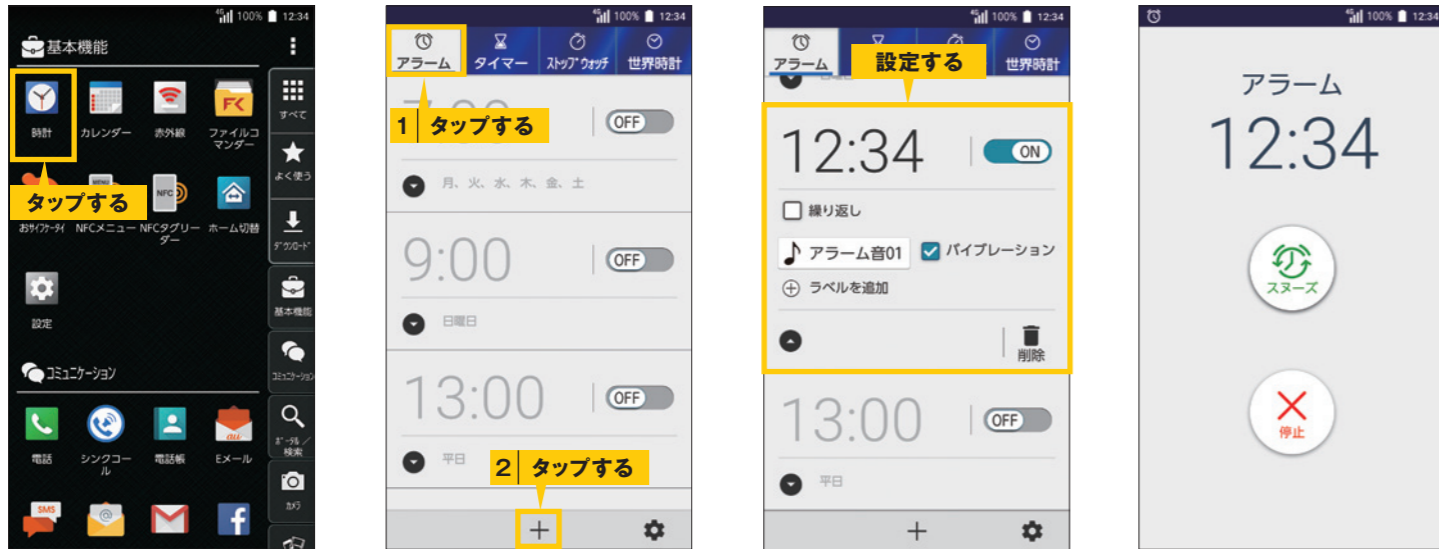 100% 12:34
基本機能
時計
カレンダー
赤外線
ファイルコ
マンダー
タップする
おサイフケータイ
NFCメニュー
NFCタグリー
ダー
ホーム切替
設定
コミュニケーション
電話
シンクコー
ル
電話帳
au
Eメール
SMS
すべて
よく使う
ダウンロード
基本機能
コミュニケーション
ポータル/
検索
カメラ
100% 12:34
アラーム
タイマー
ストップウォッチ
世界時計
1 タップする
OFF
月、火、水、木、金、土
9:00
OFF
日曜日
13:00
OFF
平日
2 タップする
100% 12:34
アラーム
世界時計
設定する
12:34
ON
繰り返し
アラーム音01
バイブレーション
ラベルを追加
削除
13:00
OFF
平日
100% 12:34
アラーム
12:34
スヌーズ
停止